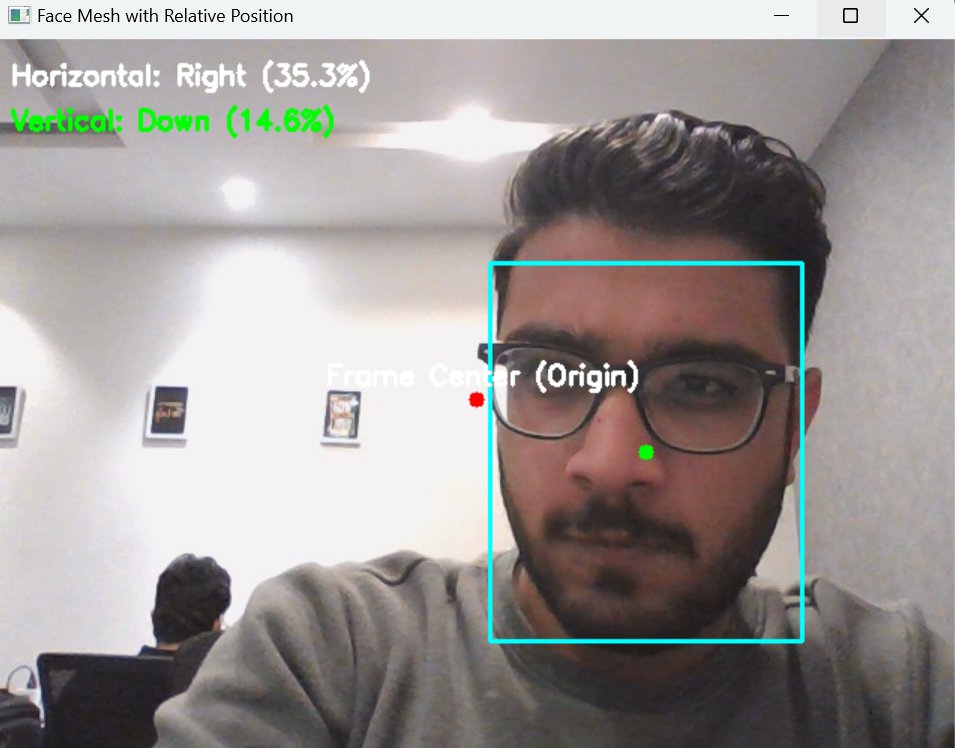 Face Mesh with Relative Position
Horizontal: Right (35.3%)
Vertical: Down (14.6%)
Frame Center (Origin)